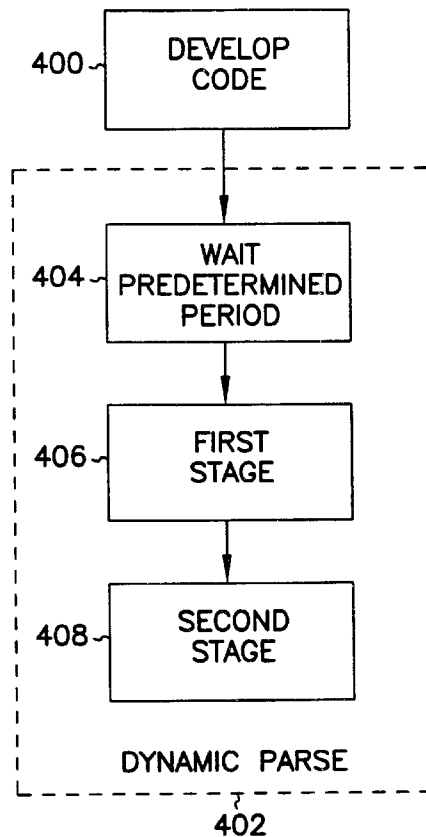 400
DEVELOP
CODE
404
WAIT
PREDETERMINED
PERIOD
406
FIRST
STAGE
408
SECOND
STAGE
DYNAMIC PARSE
402